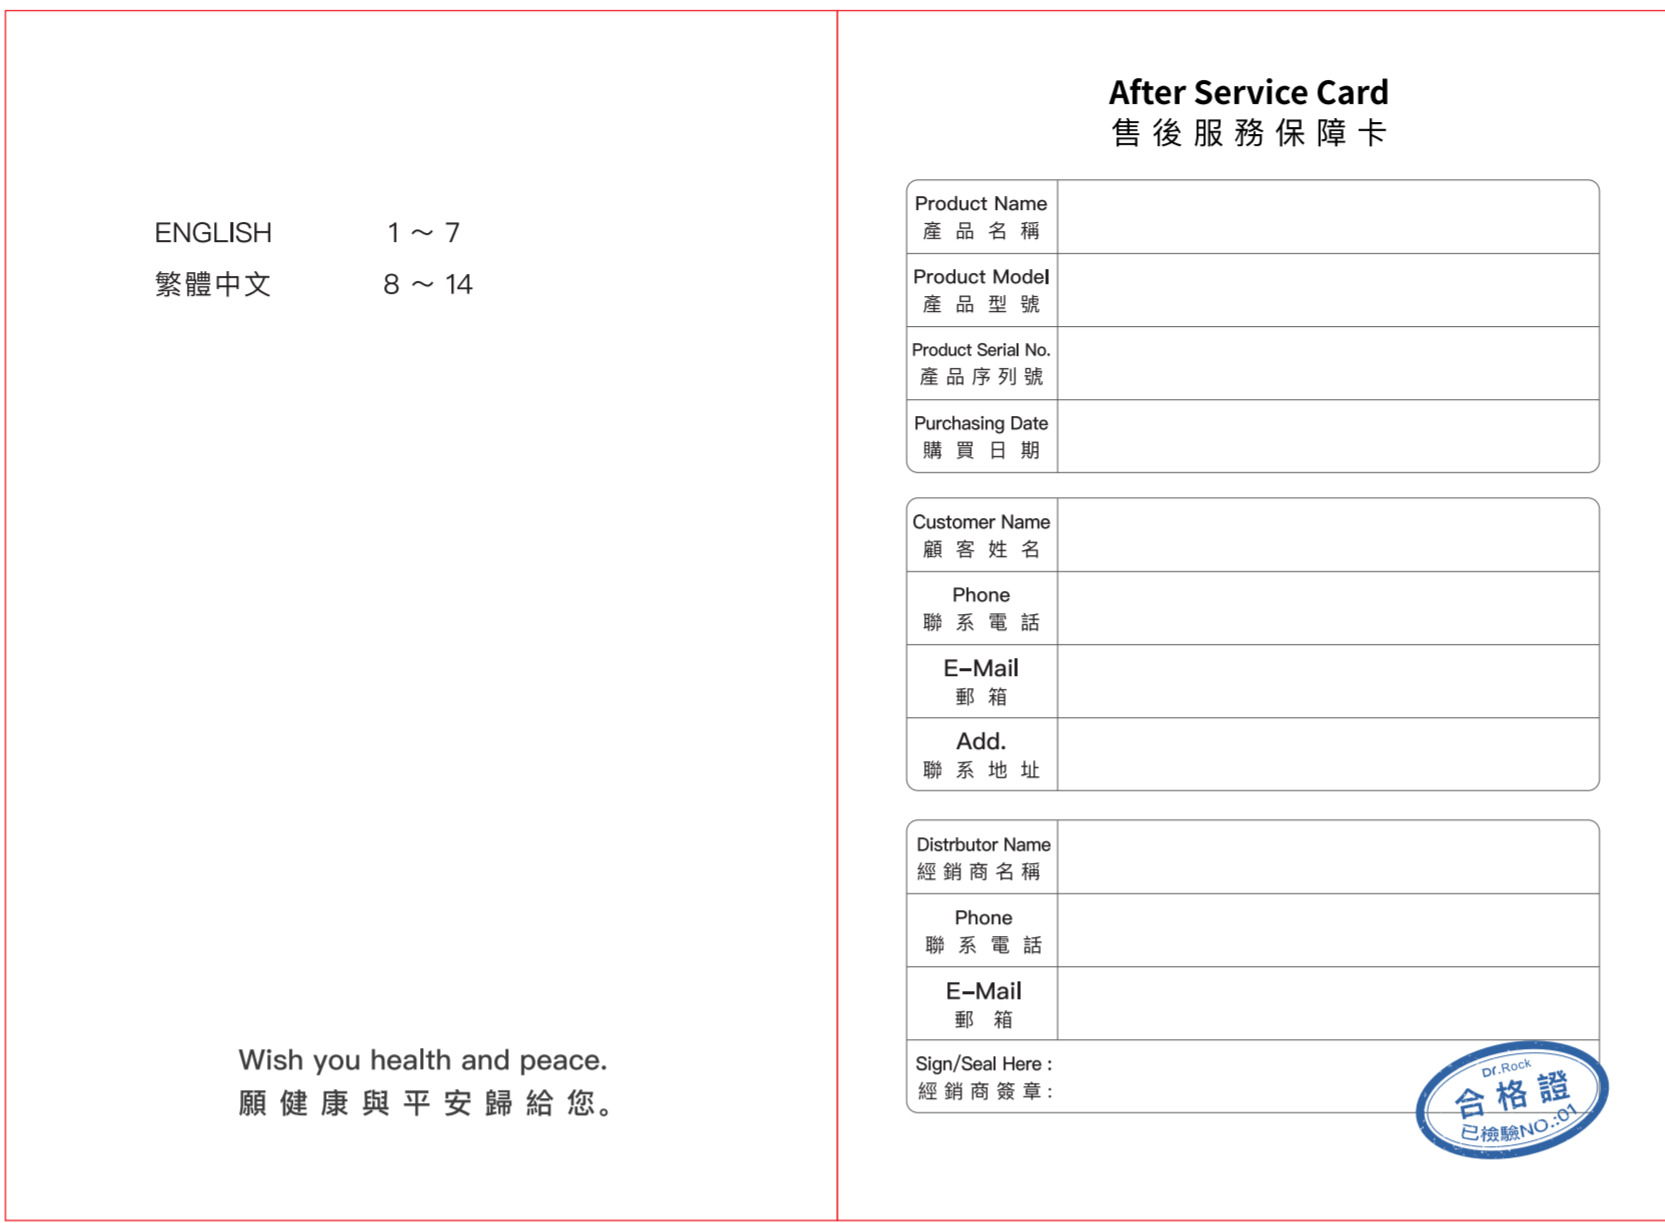 ENGLISH 1 ～ 7
繁體中文 8 ～ 14
Wish you health and peace.
願健康與平安歸給您。
After Service Card
售後服務保障卡
Product Name
產品名稱
Product Model
產品型號
Product Serial No.
產品序列號
Purchasing Date
購買日期
Customer Name
顧客姓名
Phone
聯系電話
E-Mail
郵箱
Add.
聯系地址
Distrbutor Name
經銷商名稱
Phone
聯系電話
E-Mail
郵箱
Sign/Seal Here :
經銷商簽章 :
Dr.Rock
合格證
已檢驗NO.:01